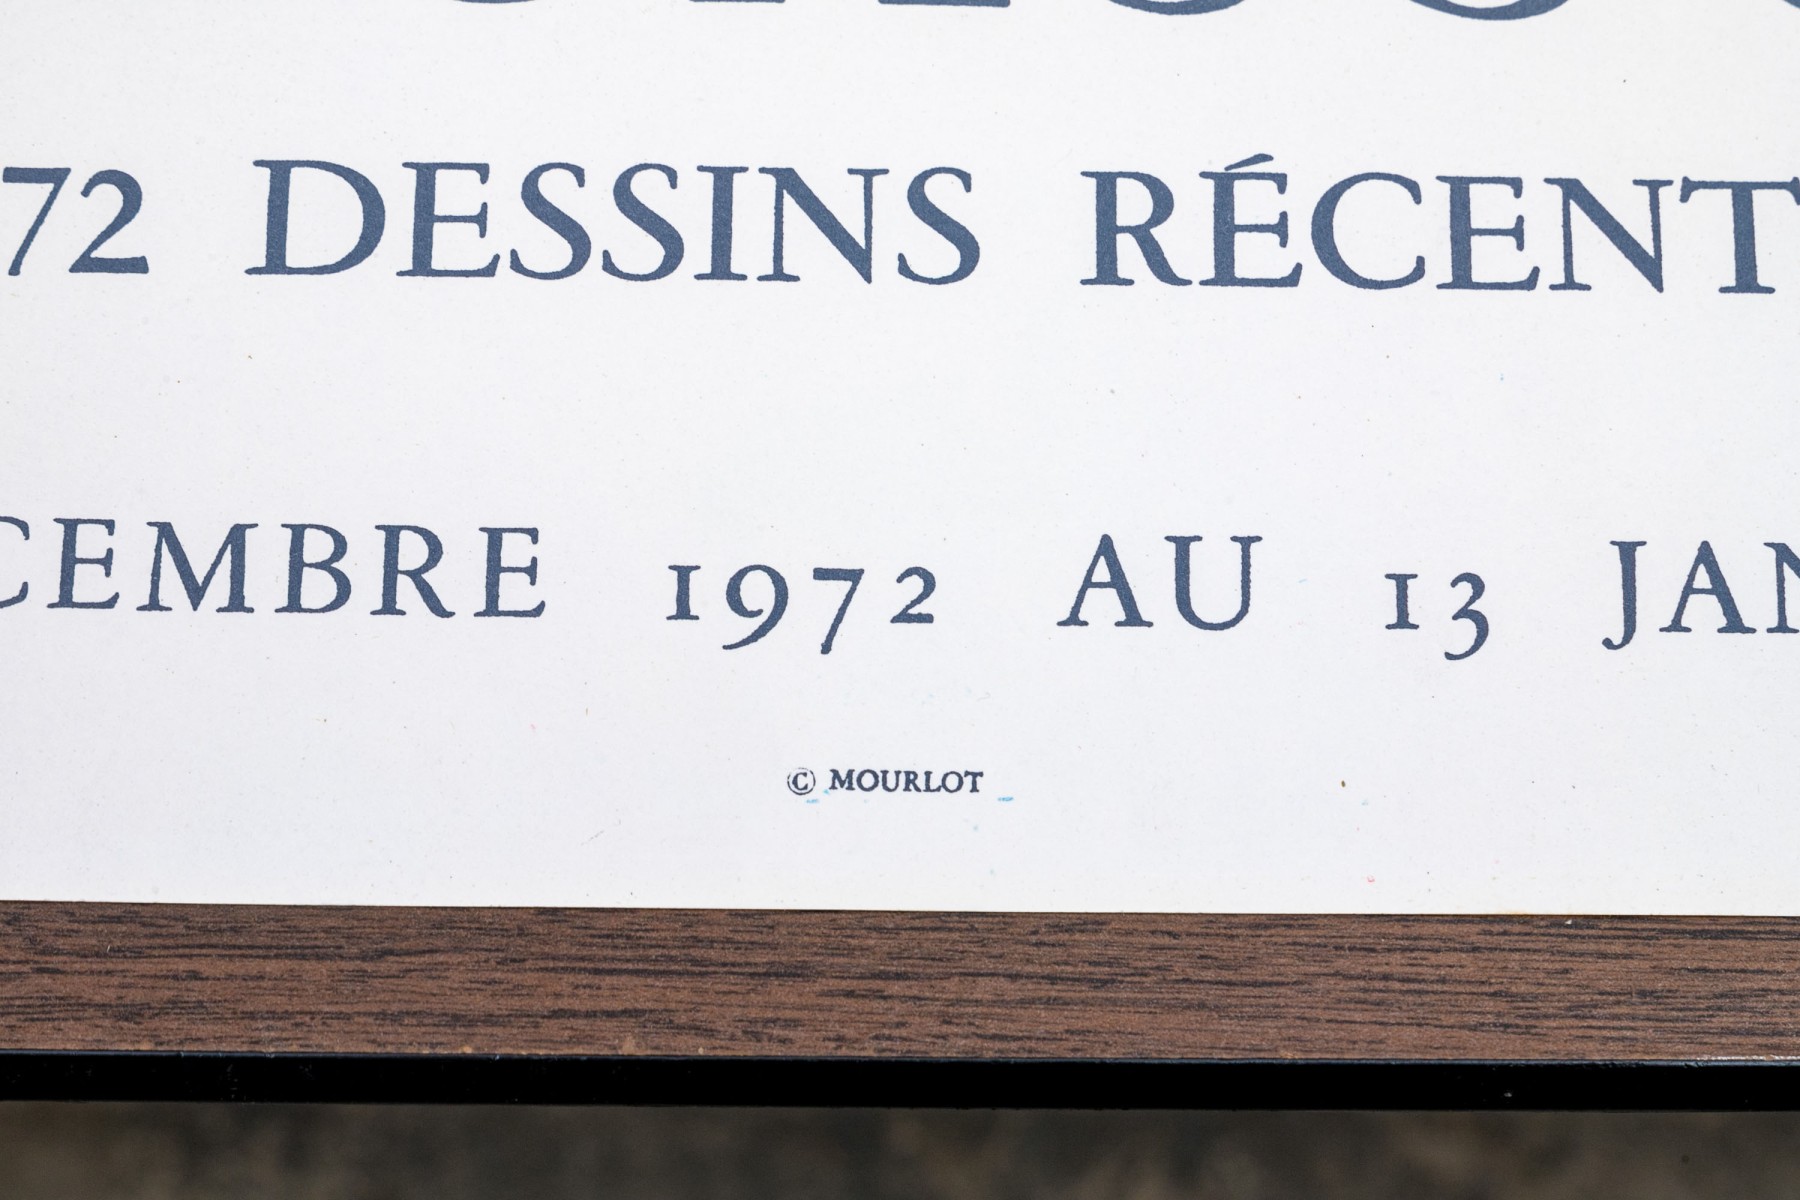 72 DESSINS RÉCENT
CEMBRE 1972 AU 13 JAN
© MOURLOT